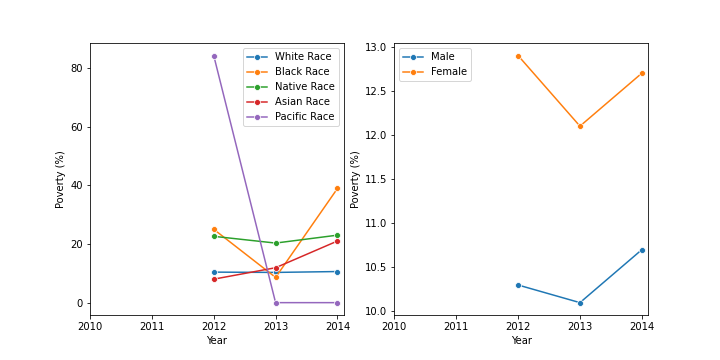 White Race
Black Race
Native Race
Asian Race
Pacific Race
80
60
40
20
0
Poverty (%)
2010 2011 2012 2013 2014
Year
Male
Female
13.0
12.5
12.0
11.5
11.0
10.5
10.0
Poverty (%)
2010 2011 2012 2013 2014
Year